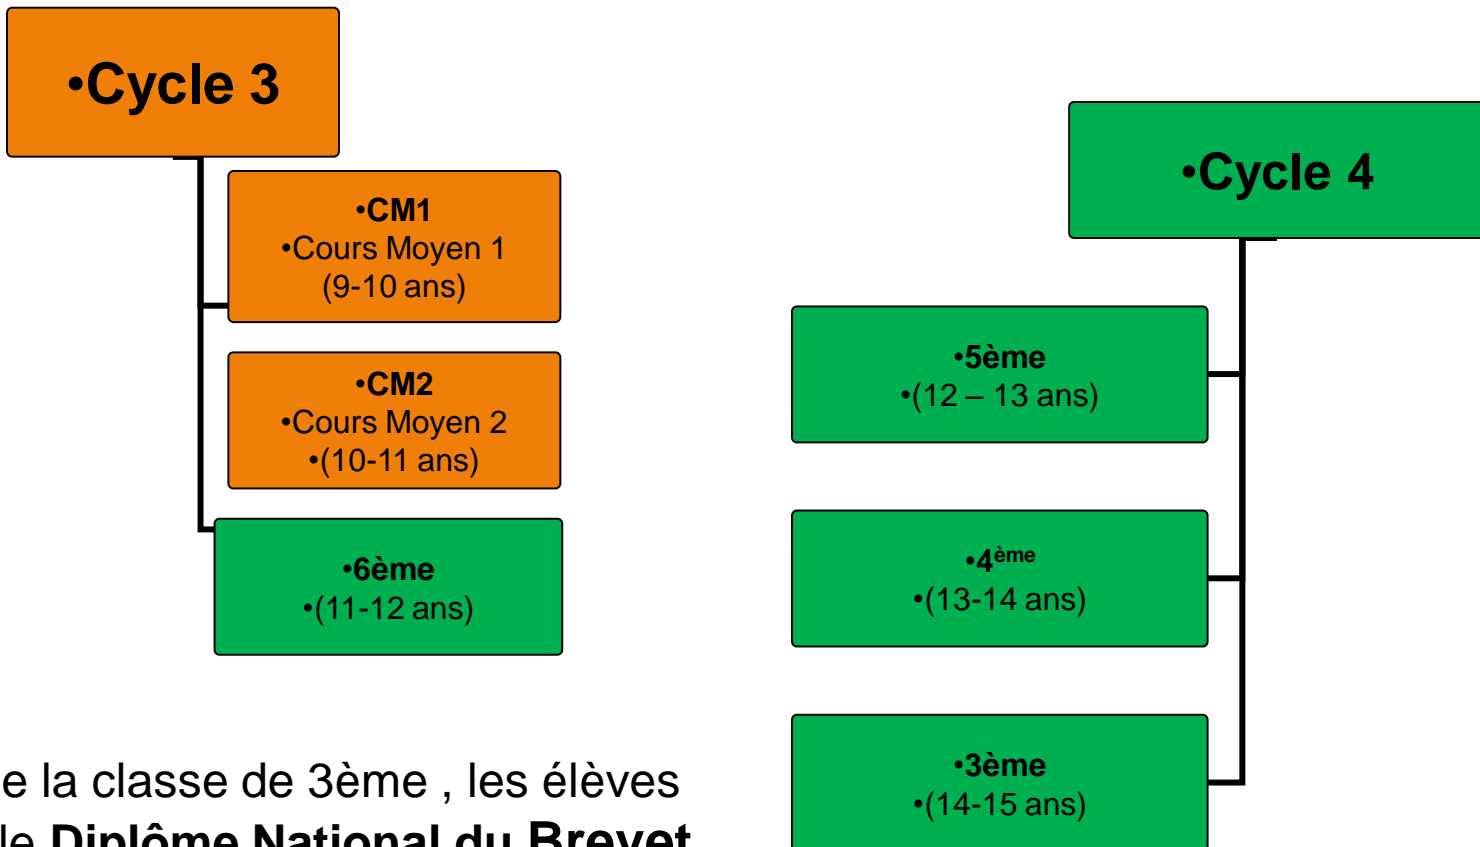 •Cycle 3
•CM1
•Cours Moyen 1
(9-10 ans)
•CM2
•Cours Moyen 2
•(10-11 ans)
•6ème
•(11-12 ans)
•Cycle 4
•5ème
•(12 – 13 ans)
•4ème
•(13-14 ans)
•3ème
•(14-15 ans)
e la classe de 3ème , les élèves
le Diplôme National du Brevet